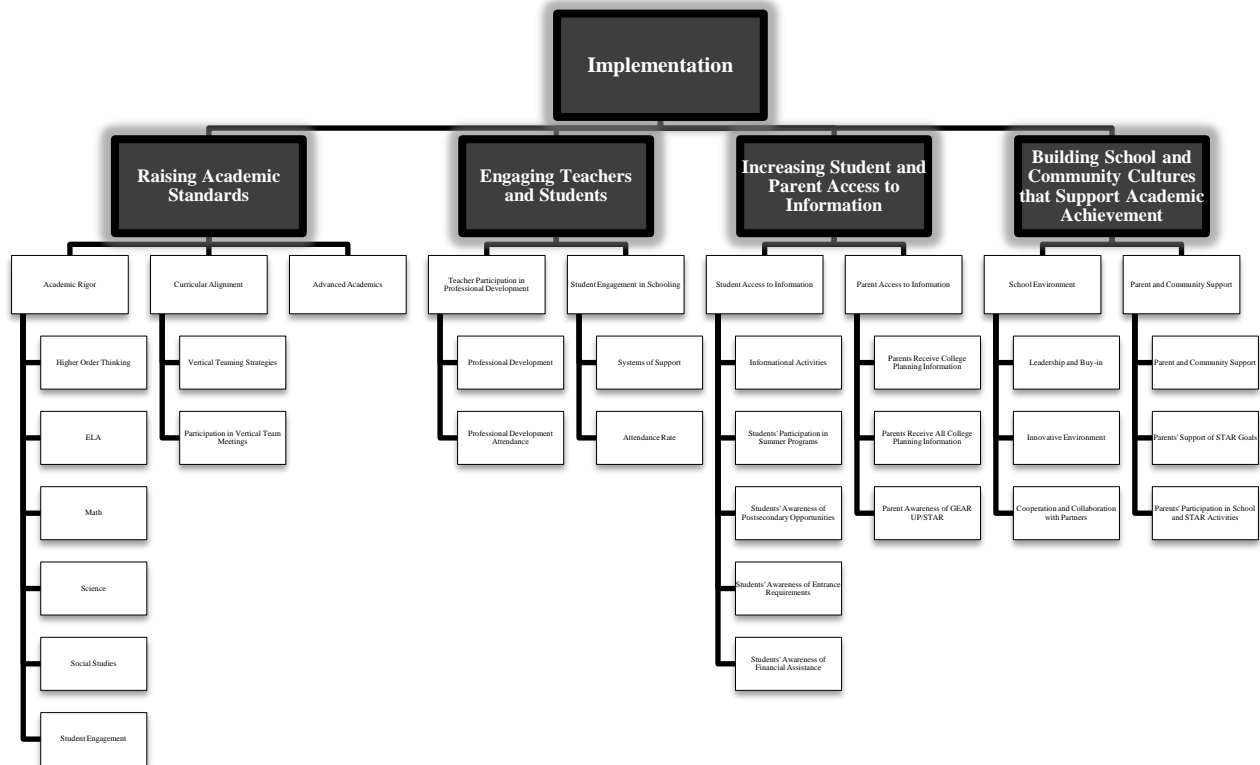 Implementation
Raising Academic
Standards
Engaging Teachers
and Students
Increasing Student and
Parent Access to
Information
Building School and
Community Cultures
that Support Academic
Achievement
Academic Rigor
Higher Order Thinking
ELA
Math
Science
Social Studies
Student Engagement
Curricular Alignment
Vertical Teaming Strategies
Participation in Vertical Team
Meetings
Advanced Academics
Teacher Participation in
Professional Development
Professional Development
Professional Development
Attendance
Student Engagement in Schooling
Systems of Support
Attendance Rate
Student Access to Information
Informational Activities
Students' Participation in
Summer Programs
Students' Awareness of
Postsecondary Opportunities
Students' Awareness of Entrance
Requirements
Students' Awareness of
Financial Assistance
Parent Access to Information
Parents Receive College
Planning Information
Parents Receive All College
Planning Information
Parent Awareness of GEAR
UP/STAR
School Environment
Leadership and Buy-in
Innovative Environment
Cooperation and Collaboration
with Partners
Parent and Community Support
Parent and Community Support
Parents' Support of STAR Goals
Parents' Participation in School
and STAR Activities